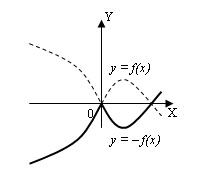 Y
y = f(x)
X
0
y = –f(x)